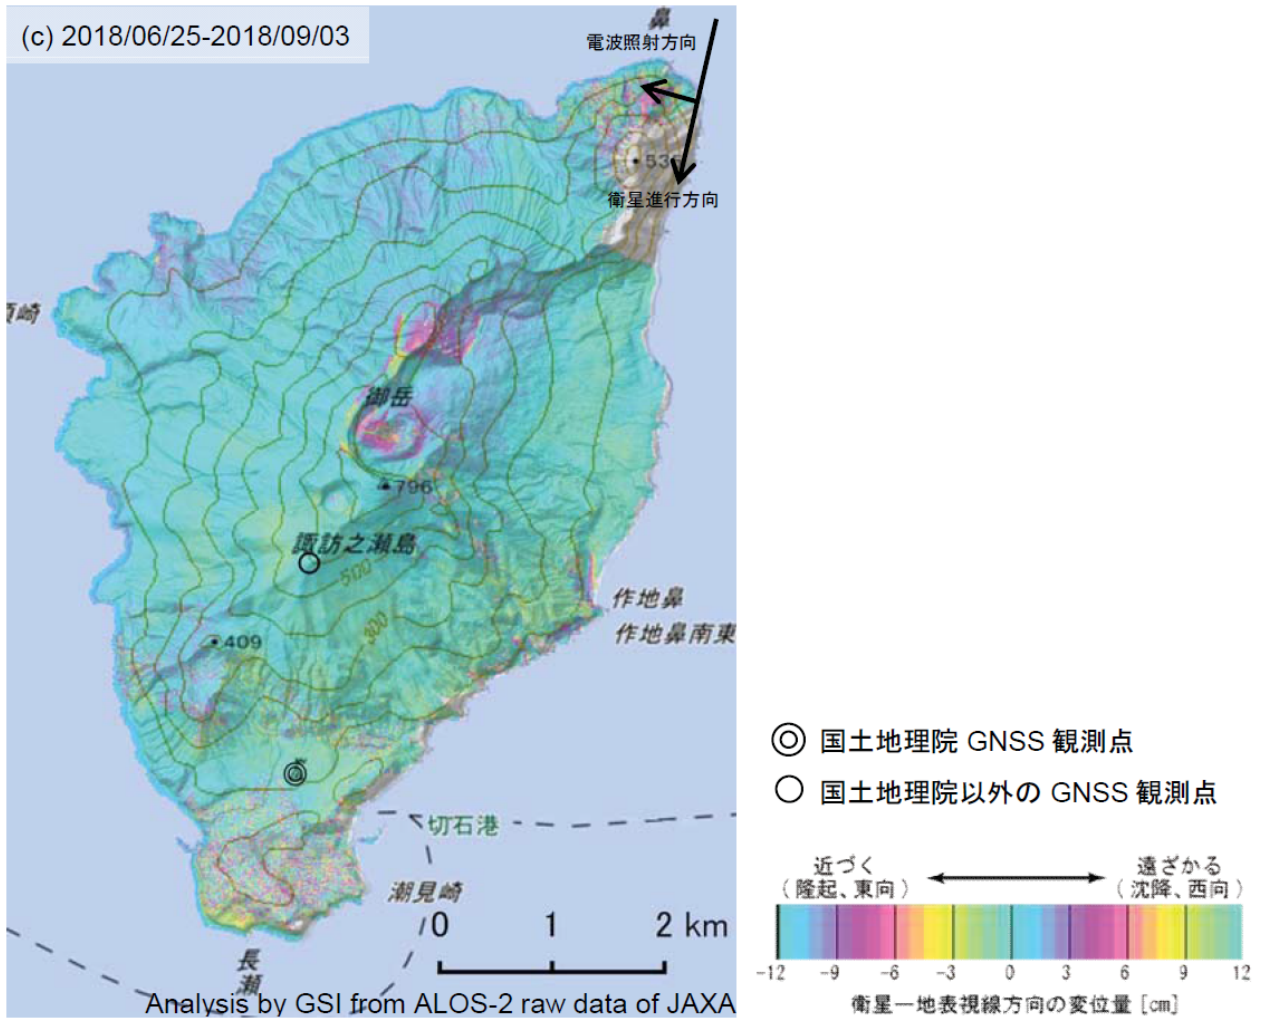 (c) 2018/06/25-2018/09/03
鼻
電波照射方向
衛星進行方向
崎
御岳
796
諏訪之瀬島
500
300
409
作地鼻
作地鼻南東
切石港
潮見崎
長瀬
0 1 2 km
Analysis by GSI from ALOS-2 raw data of JAXA
国土地理院 GNSS 観測点
国土地理院以外の GNSS 観測点
近づく
(隆起、東向)
遠ざかる
(沈降、西向)
-12 -9 -6 -3 0 3 6 9 12
衛星－地表視線方向の変位量 [cm]